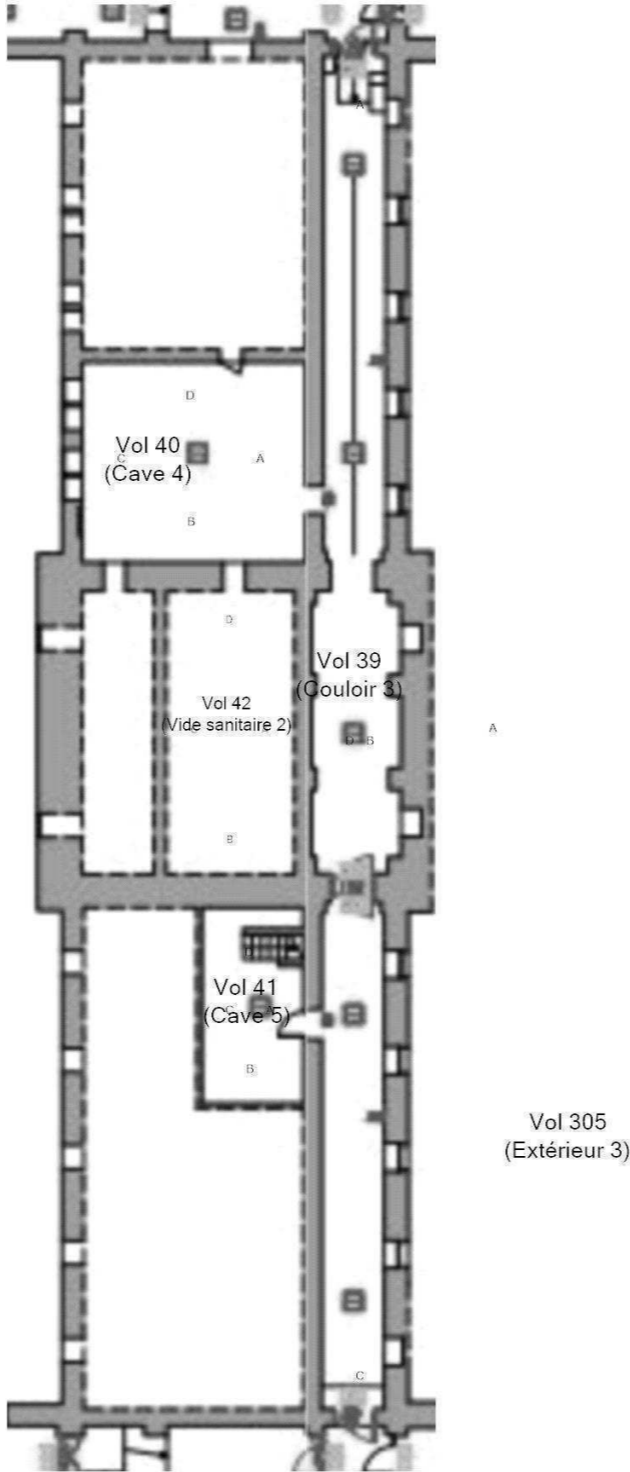 A
D
Vol 40
C
A
(Cave 4)
B
D
Vol 39
(Couloir 3)
Vol 42
(Vide sanitaire 2)
A
D
B
B
Vol 41
C
A
(Cave 5)
B
Vol 305
(Extérieur 3)
C